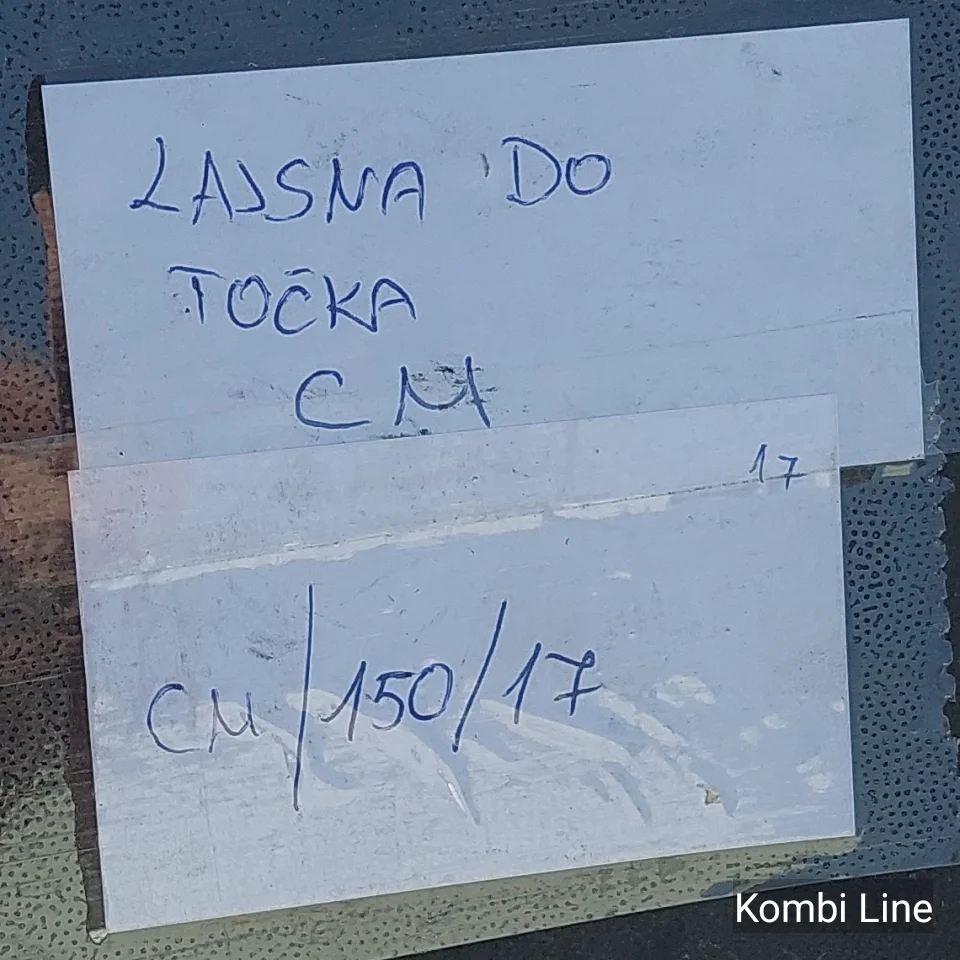 LAJSNA DO
TOČKA
CM
17
CM/150/17
Kombi Line